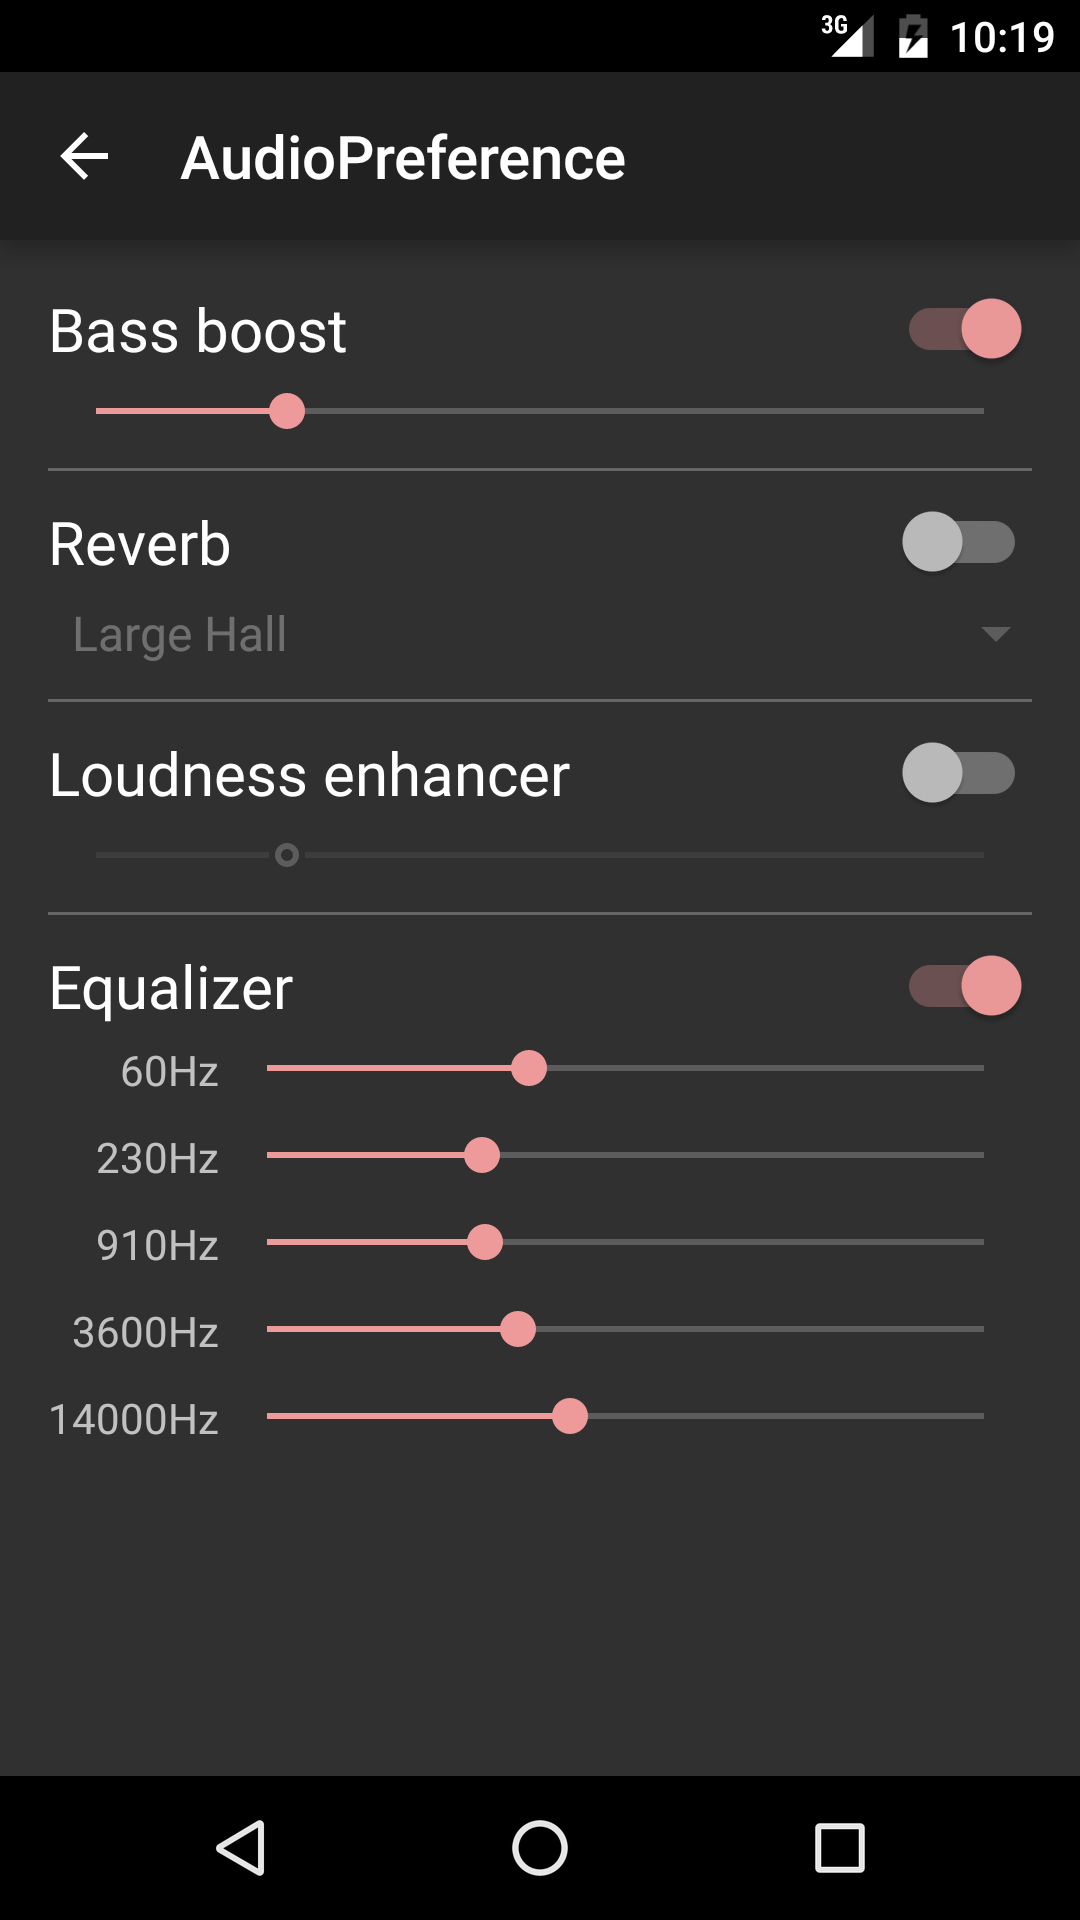 3G 10:19
AudioPreference
Bass boost
Reverb
Large Hall
Loudness enhancer
Equalizer
60Hz
230Hz
910Hz
3600Hz
14000Hz